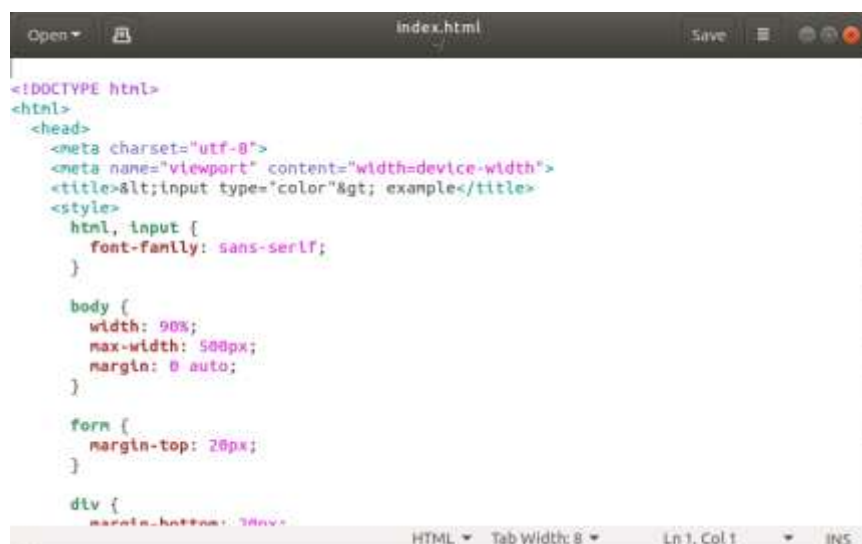 Open
index.html
~/
Save
<!DOCTYPE html>
<html>
  <head>
    <meta charset="utf-8">
    <meta name="viewport" content="width=device-width">
    <title>&lt;input type="color"&gt; example</title>
    <style>
      html, input {
        font-family: sans-serif;
      }
      body {
        width: 90%;
        max-width: 500px;
        margin: 0 auto;
      }
      form {
        margin-top: 20px;
      }
      div {
        margin-bottom: 20px;
HTML Tab Width: 8 Ln 1, Col 1 INS